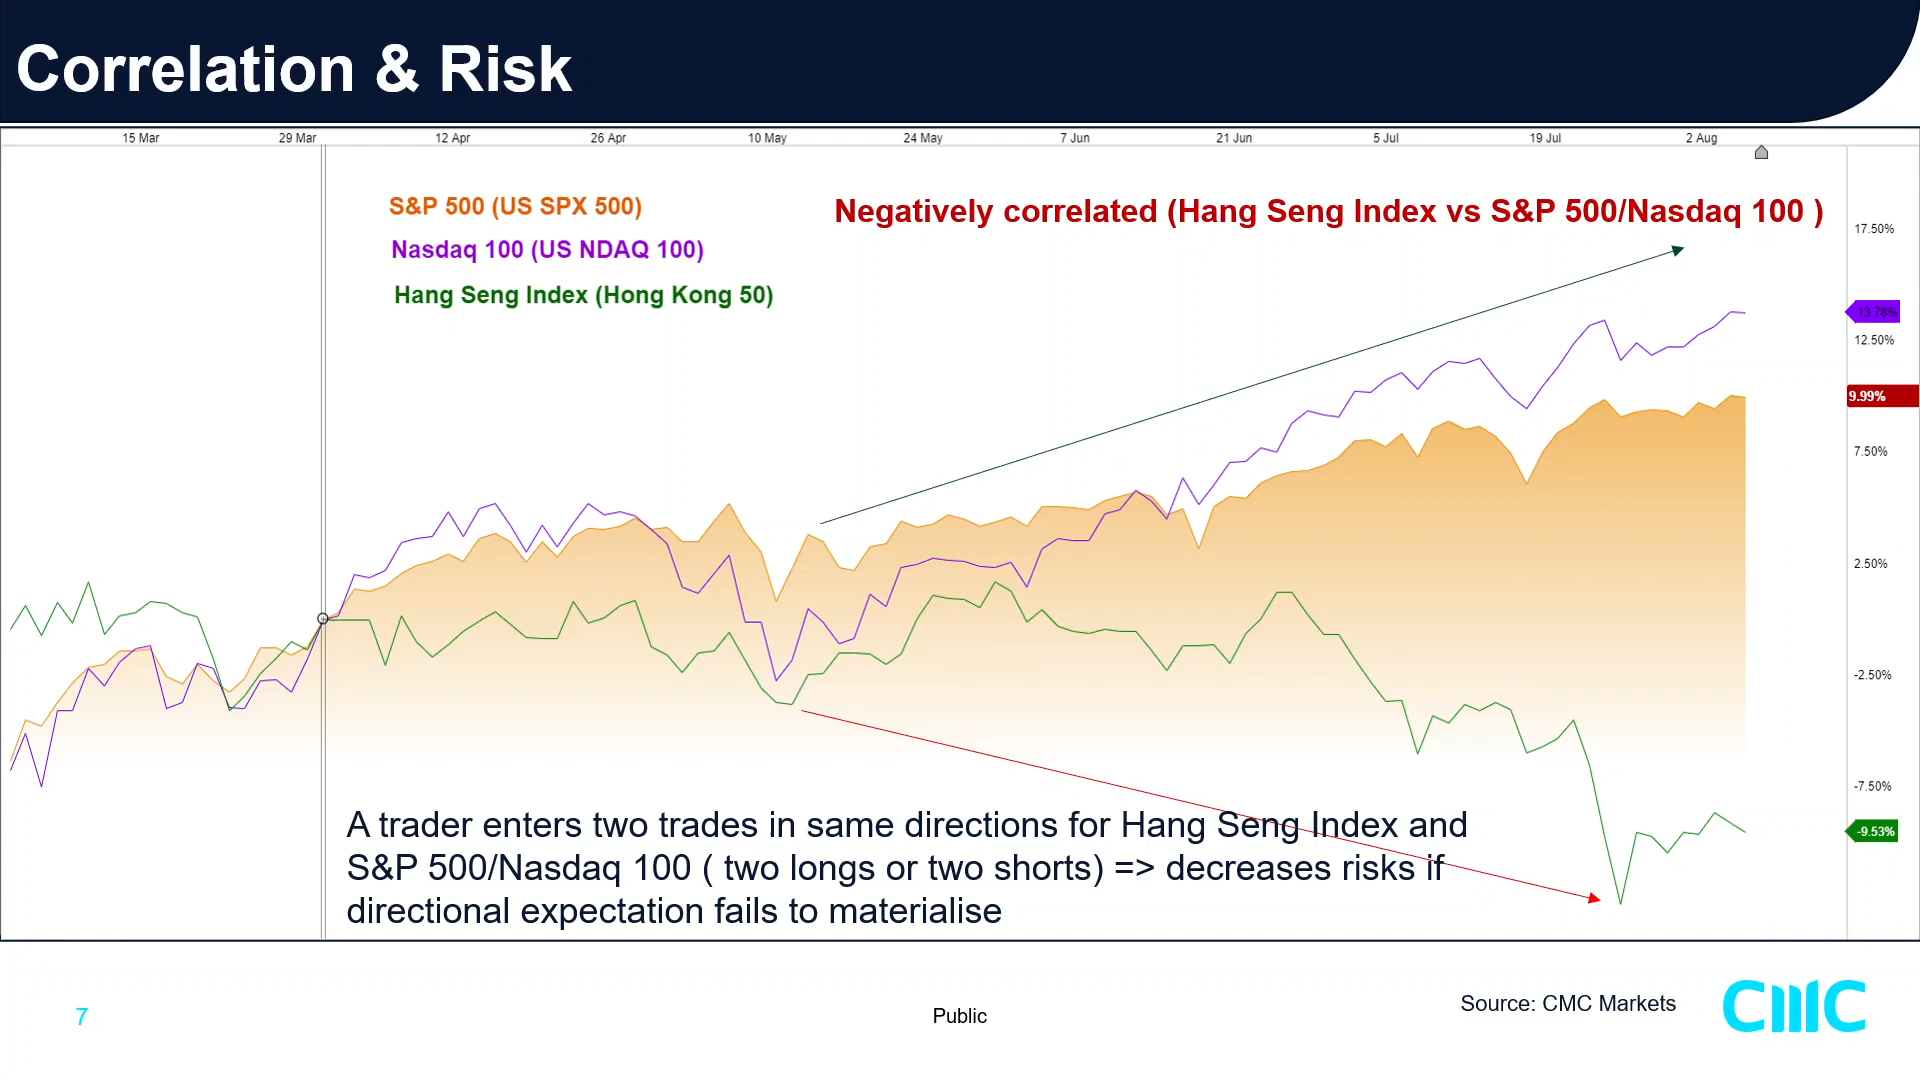 Correlation & Risk
15 Mar 29 Mar 12 Apr 26 Apr 10 May 24 May 7 Jun 21 Jun 5 Jul 19 Jul 2 Aug
S&P 500 (US SPX 500)
Nasdaq 100 (US NDAQ 100)
Hang Seng Index (Hong Kong 50)
Negatively correlated (Hang Seng Index vs S&P 500/Nasdaq 100 )
17.50%
13.78%
12.50%
9.99%
7.50%
2.50%
-2.50%
-7.50%
-9.53%
A trader enters two trades in same directions for Hang Seng Index and
S&P 500/Nasdaq 100 ( two longs or two shorts) => decreases risks if
directional expectation fails to materialise
7
Public
Source: CMC Markets
CMC